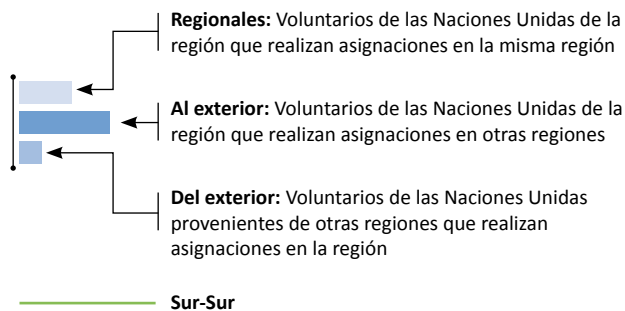 Regionales: Voluntarios de las Naciones Unidas de la
región que realizan asignaciones en la misma región
Al exterior: Voluntarios de las Naciones Unidas de la
región que realizan asignaciones en otras regiones
Del exterior: Voluntarios de las Naciones Unidas
provenientes de otras regiones que realizan
asignaciones en la región
Sur-Sur